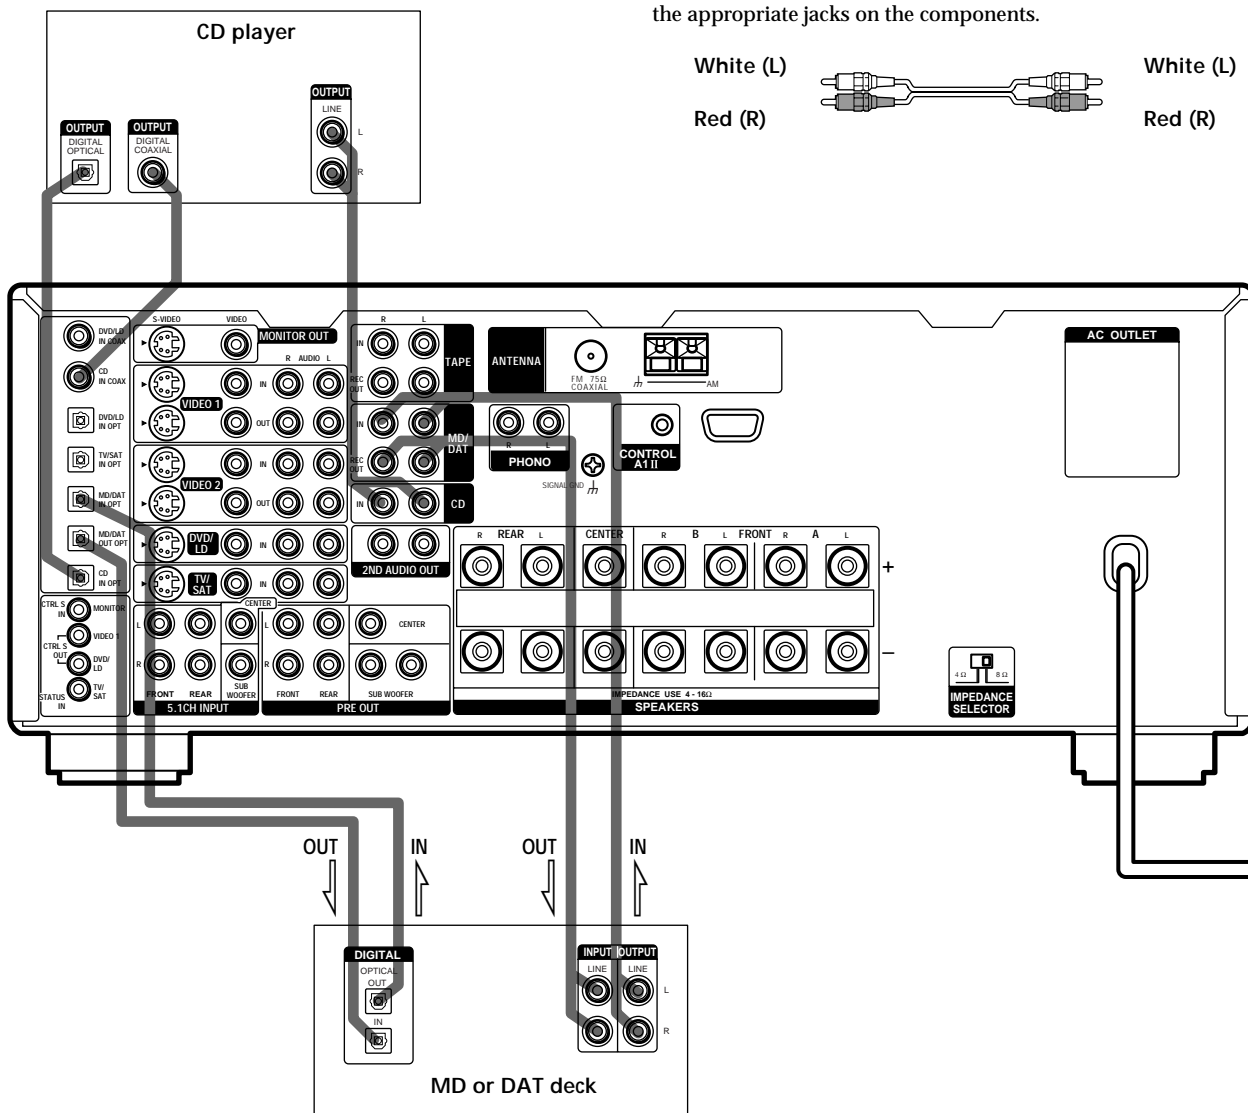 the appropriate jacks on the components.
White (L)
White (L)
Red (R)
Red (R)
CD player
OUTPUT
DIGITAL
OPTICAL
OUTPUT
DIGITAL
COAXIAL
OUTPUT
LINE
L
R
DVD/LD
IN COAX
CD
IN COAX
DVD/LD
IN OPT
TV/SAT
IN OPT
MD/DAT
IN OPT
MD/DAT
OUT OPT
CD
IN OPT
CTRL S
IN
MONITOR
VIDEO 1
CTRL S
OUT
DVD/
LD
TV/
SAT
STATUS
IN
S-VIDEO
VIDEO
MONITOR OUT
R AUDIO L
VIDEO 1
IN
OUT
VIDEO 2
IN
OUT
DVD/
LD
IN
TV/
SAT
IN
L
R
FRONT
REAR
CENTER
SUB
WOOFER
5.1CH INPUT
L
R
FRONT
REAR
CENTER
SUB WOOFER
PRE OUT
R
L
IN
REC
OUT
TAPE
IN
REC
OUT
MD/
DAT
IN
CD
2ND AUDIO OUT
ANTENNA
FM 75Ω
COAXIAL
AM
R
L
PHONO
SIGNAL GND
CONTROL
A1 II
R REAR L
CENTER
R B L
FRONT
R A L
+
–
IMPEDANCE USE 4 - 16Ω
SPEAKERS
AC OUTLET
4 Ω
8 Ω
IMPEDANCE
SELECTOR
OUT
IN
OUT
IN
DIGITAL
OPTICAL
OUT
IN
INPUT
OUTPUT
LINE
LINE
L
R
MD or DAT deck